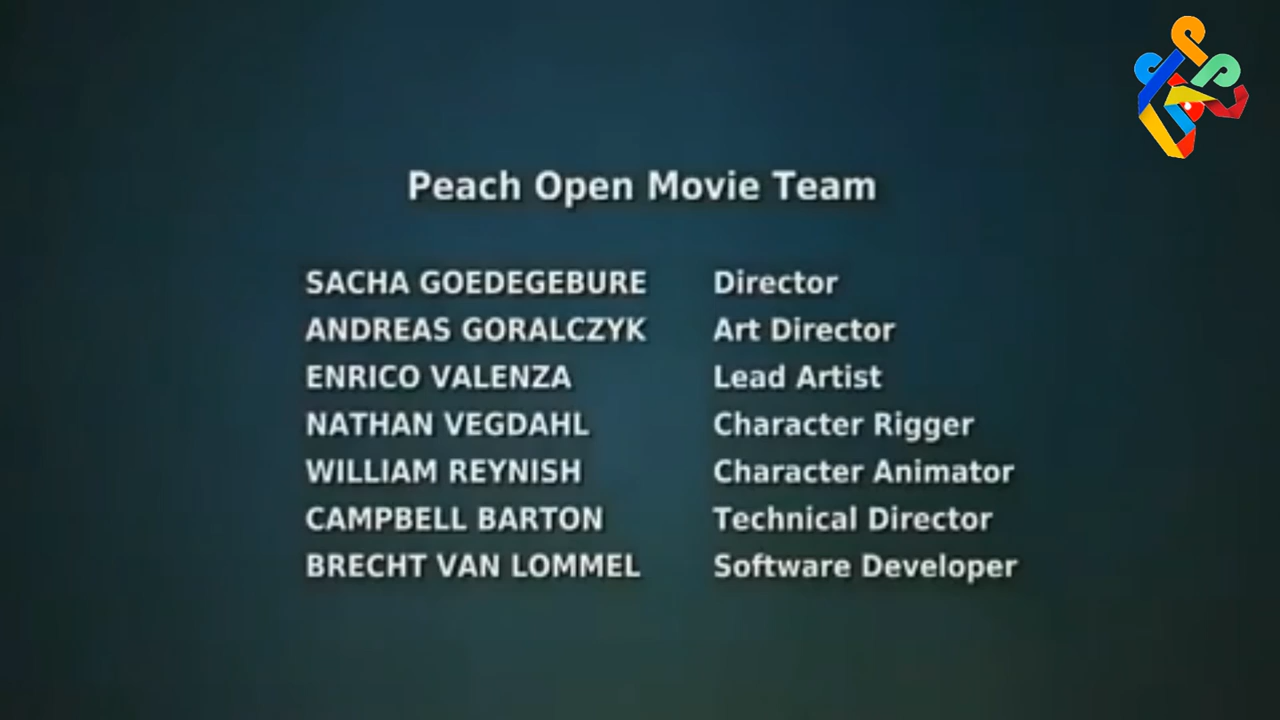 Peach Open Movie Team
SACHA GOEDEGEBURE Director
ANDREAS GORALCZYK Art Director
ENRICO VALENZA Lead Artist
NATHAN VEGDAHL Character Rigger
WILLIAM REYNISH Character Animator
CAMPBELL BARTON Technical Director
BRECHT VAN LOMMEL Software Developer